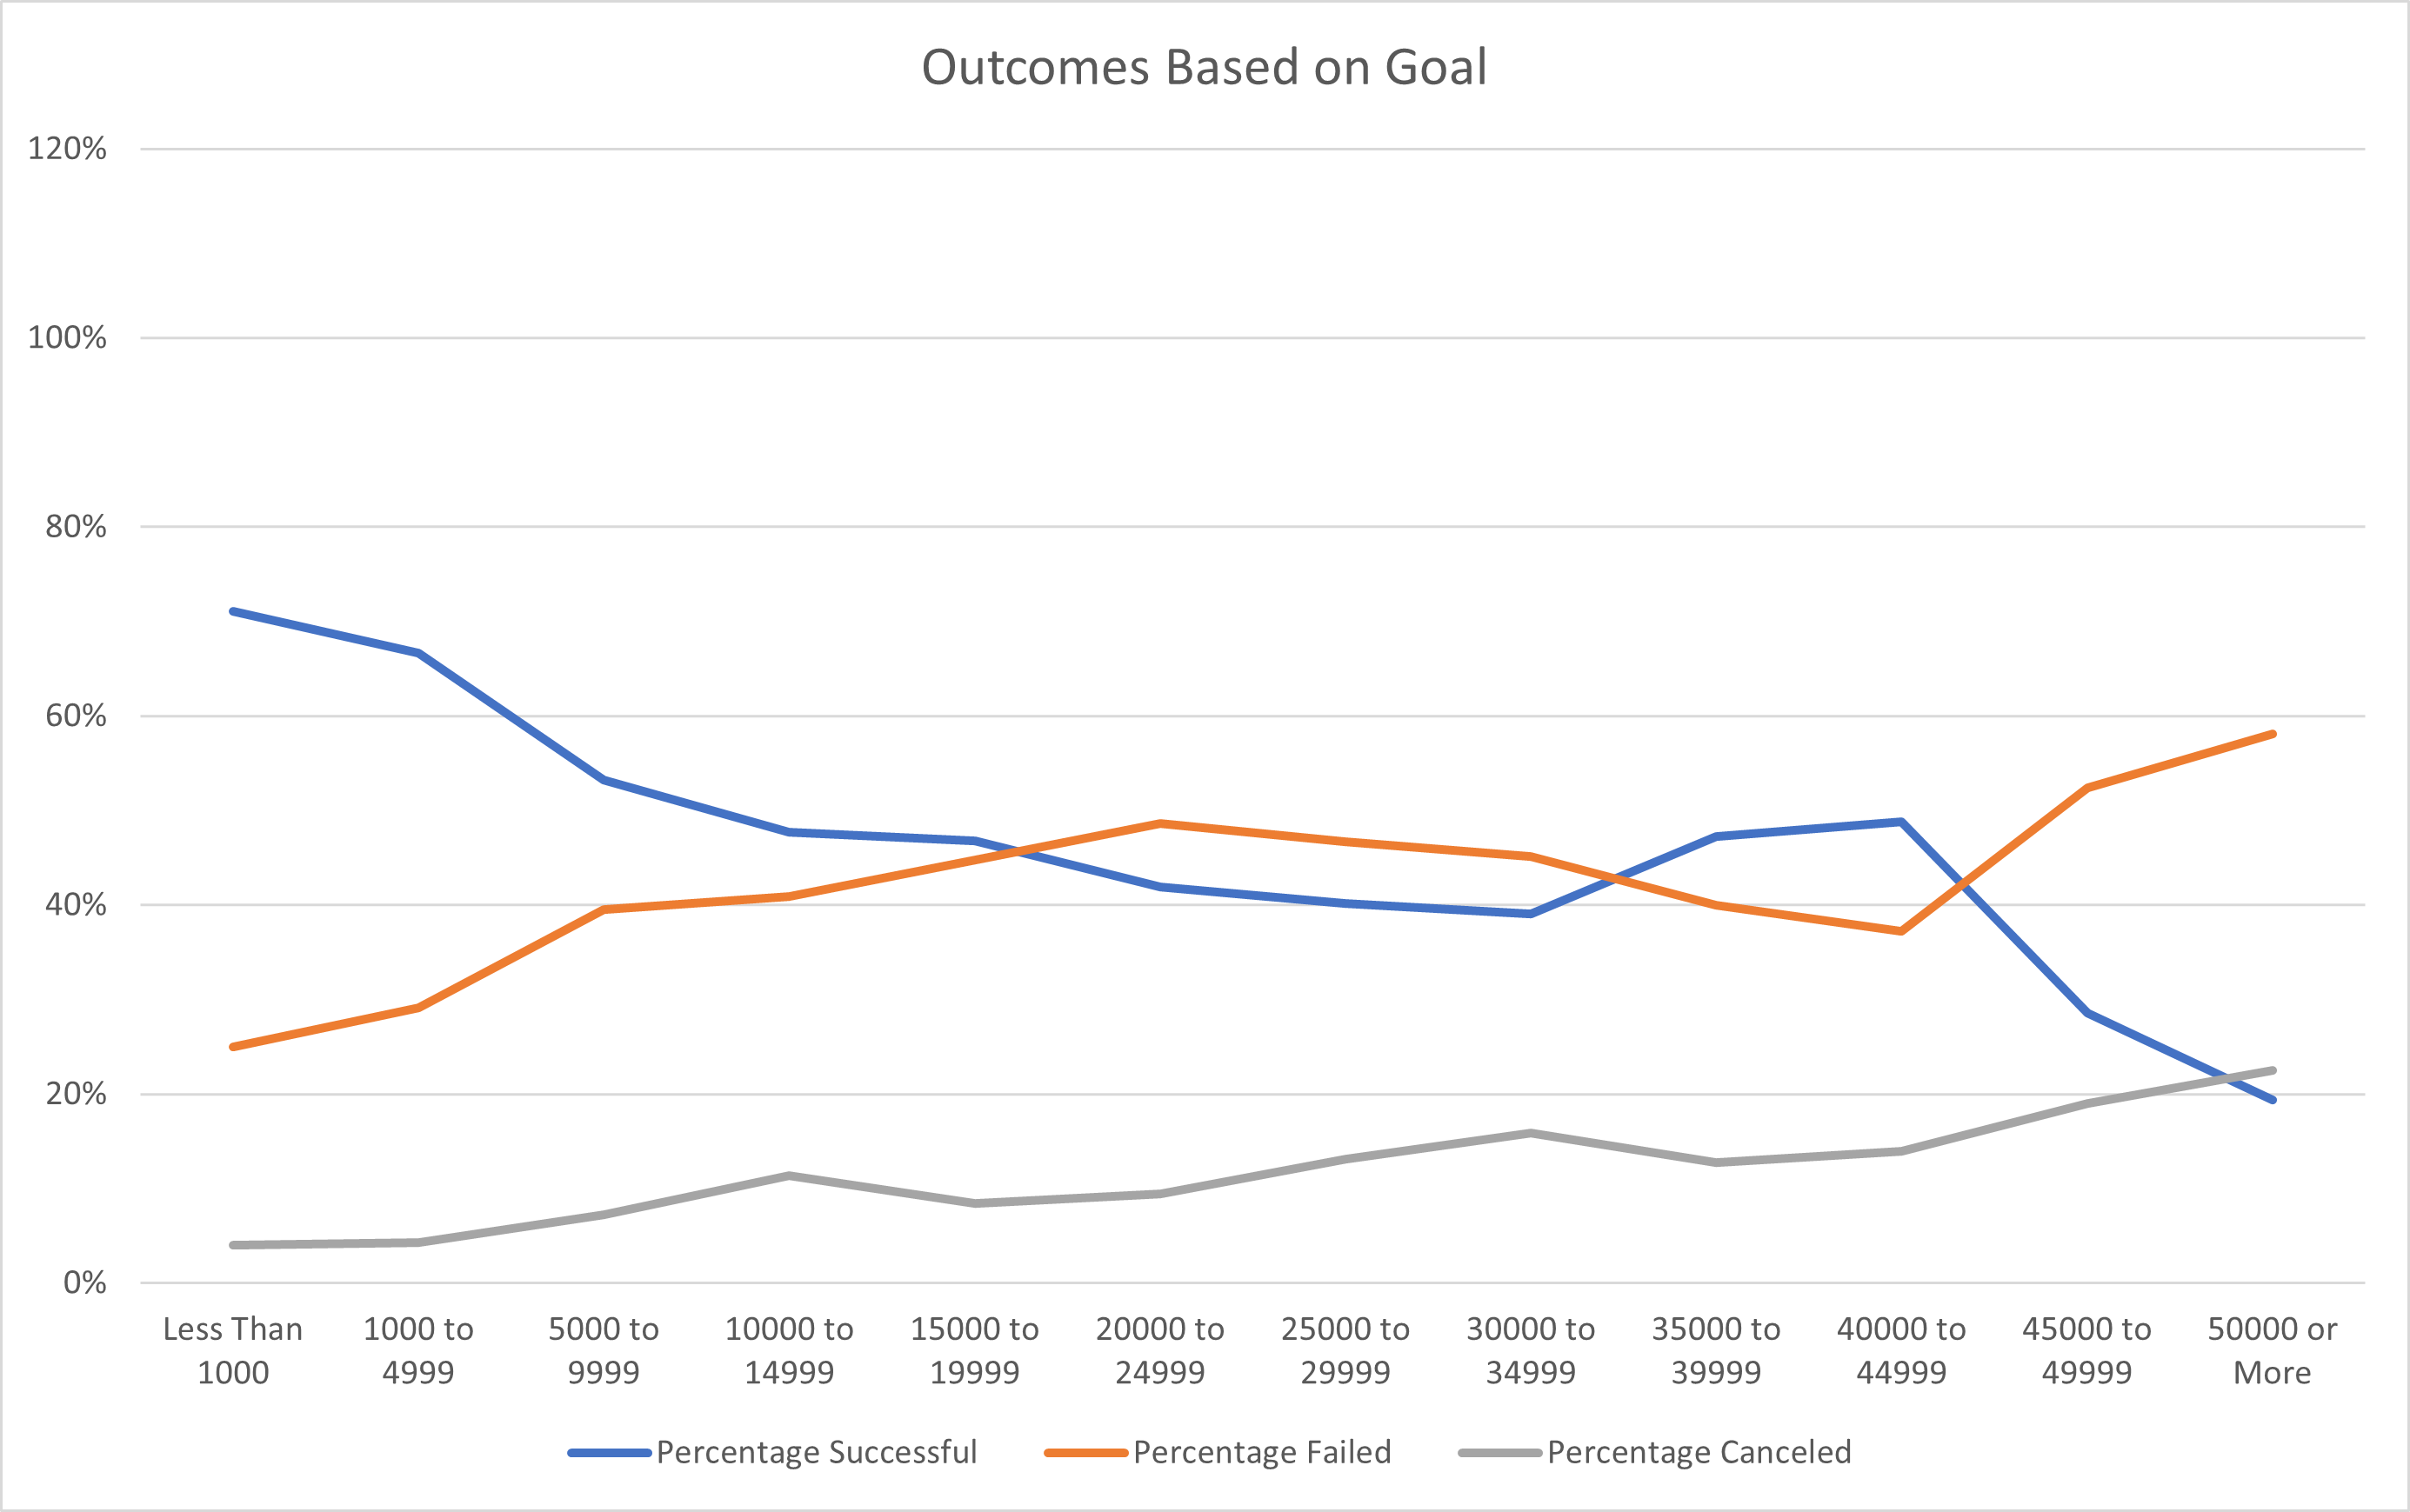 Outcomes Based on Goal
120%
100%
80%
60%
40%
20%
0%
Less Than 1000
1000 to 4999
5000 to 9999
10000 to 14999
15000 to 19999
20000 to 24999
25000 to 29999
30000 to 34999
35000 to 39999
40000 to 44999
45000 to 49999
50000 or More
Percentage Successful
Percentage Failed
Percentage Canceled